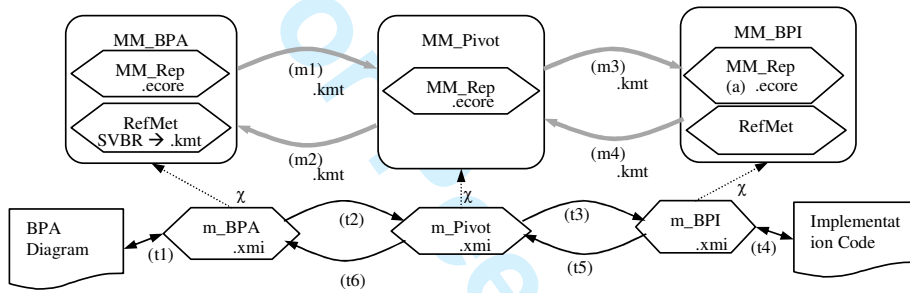 MM_BPA
MM_Rep
.ecore
RefMet
SVBR → .kmt
(m1)
.kmt
(m2)
.kmt
MM_Pivot
MM_Rep
.ecore
(m3)
.kmt
(m4)
.kmt
MM_BPI
MM_Rep
(a) .ecore
RefMet
χ
χ
χ
BPA
Diagram
(t1)
m_BPA
.xmi
(t2)
(t6)
m_Pivot
.xmi
(t3)
(t5)
m_BPI
.xmi
(t4)
Implementat
ion Code